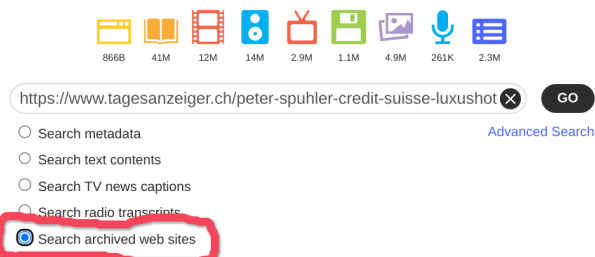 866B 41M 12M 14M 2.9M 1.1M 4.9M 261K 2.3M
https://www.tagesanzeiger.ch/peter-spuhler-credit-suisse-luxushot GO
Search metadata Advanced Search
Search text contents
Search TV news captions
Search radio transcripts
Search archived web sites